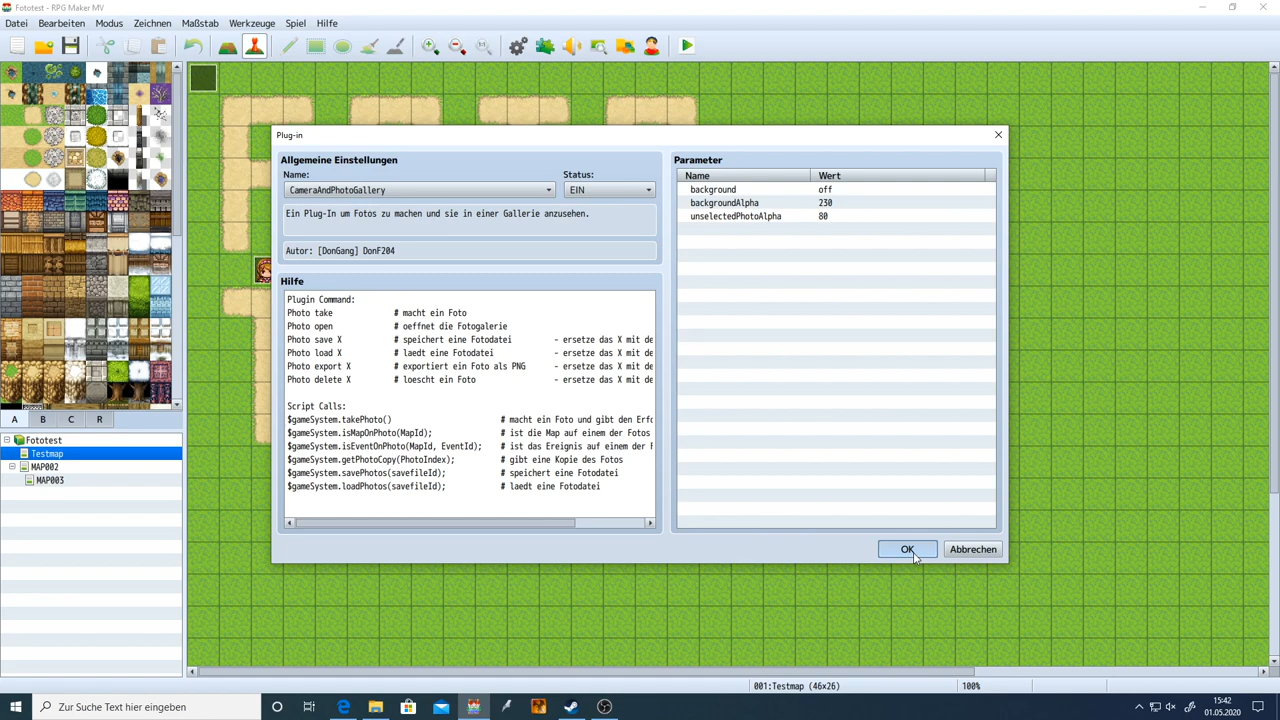 Fototest - RPG Maker MV
Datei Bearbeiten Modus Zeichnen Maßstab Werkzeuge Spiel Hilfe
Plug-in
Allgemeine Einstellungen
Name: Status:
CameraAndPhotoGallery EIN
Ein Plug-In um Fotos zu machen und sie in einer Gallerie anzusehen.
Autor: [DonGang] DonF204
Hilfe
Plugin Command:
Photo take # macht ein Foto
Photo open # oeffnet die Fotogalerie
Photo save X # speichert eine Fotodatei - ersetze das X mit de
Photo load X # laedt eine Fotodatei - ersetze das X mit de
Photo export X # exportiert ein Foto als PNG - ersetze das X mit de
Photo delete X # loescht ein Foto - ersetze das X mit de
Script Calls:
$gameSystem.takePhoto() # macht ein Foto und gibt den Erfo
$gameSystem.isMapOnPhoto(MapId); # ist die Map auf einem der Fotos
$gameSystem.isEventOnPhoto(MapId, EventId); # ist das Ereignis auf einem der F
$gameSystem.getPhotoCopy(PhotoIndex); # gibt eine Kopie des Fotos
$gameSystem.savePhotos(savefileId); # speichert eine Fotodatei
$gameSystem.loadPhotos(savefileId); # laedt eine Fotodatei
Parameter
Name Wert
background off
backgroundAlpha 230
unselectedPhotoAlpha 80
OK Abbrechen
A B C R
Fototest
Testmap
MAP002
MAP003
001:Testmap (46x26) 100%
Zur Suche Text hier eingeben
15:42
01.05.2020